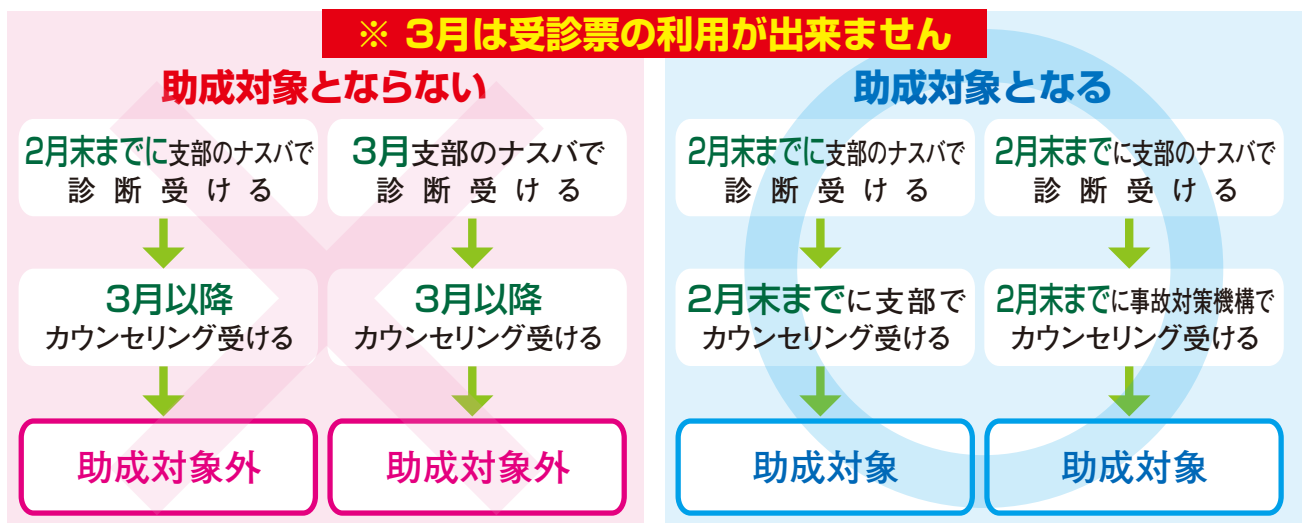 ※ 3月は受診票の利用が出来ません
助成対象とならない
2月末までに支部のナスバで
診断受ける
3月以降
カウンセリング受ける
助成対象外
3月支部のナスバで
診断受ける
3月以降
カウンセリング受ける
助成対象外
助成対象となる
2月末までに支部のナスバで
診断受ける
2月末までに支部で
カウンセリング受ける
助成対象
2月末までに支部のナスバで
診断受ける
2月末までに事故対策機構で
カウンセリング受ける
助成対象